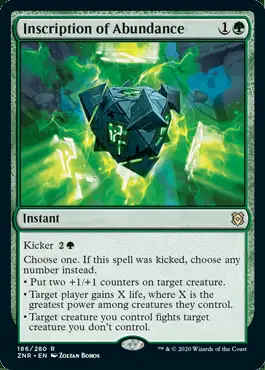 Inscription of Abundance 1
Instant
Kicker 2
Choose one. If this spell was kicked, choose any
number instead.
• Put two +1/+1 counters on target creature.
• Target player gains X life, where X is the
greatest power among creatures they control.
• Target creature you control fights target
creature you don't control.
186/280 R
ZNR • EN Zoltan Boros
™ & © 2020 Wizards of the Coast